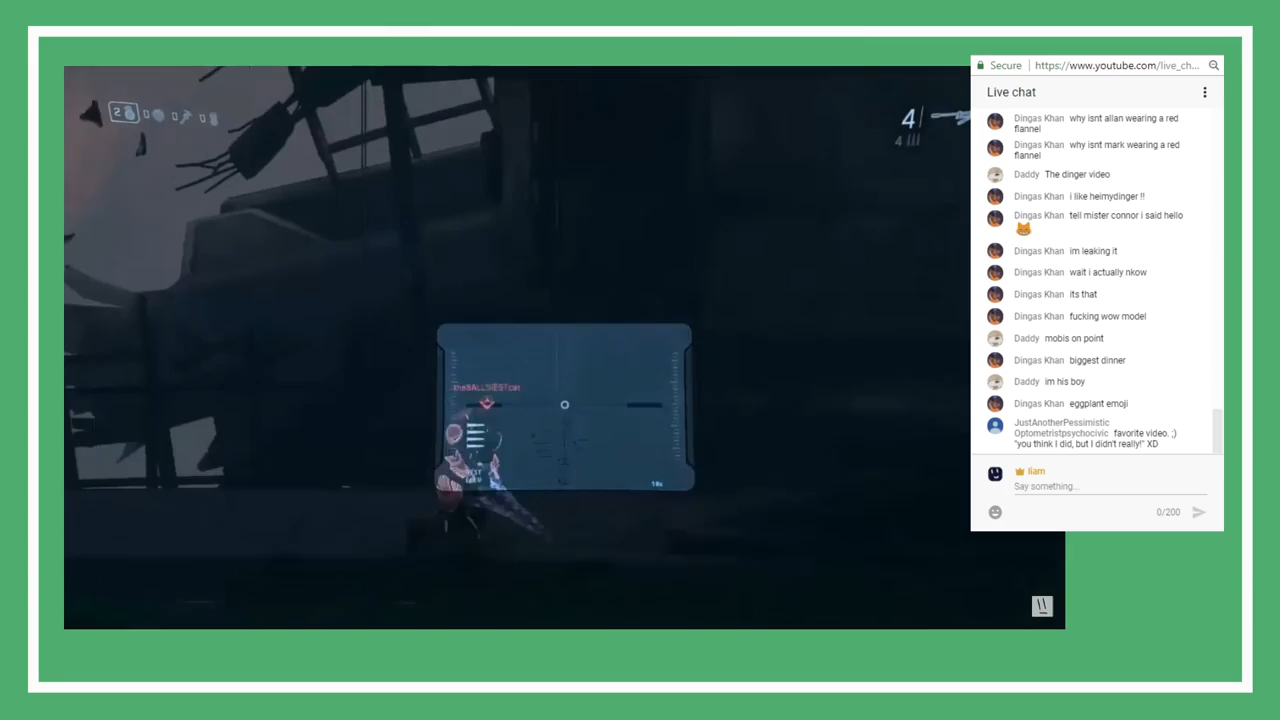 2
4
4
theBALLSIESTcat
10x
Secure
https://www.youtube.com/live_ch...
Live chat
Dingas Khan why isnt allan wearing a red
flannel
Dingas Khan why isnt mark wearing a red
flannel
Daddy The dinger video
Dingas Khan i like heimydinger !!
Dingas Khan tell mister connor i said hello
Dingas Khan im leaking it
Dingas Khan wait i actually nkow
Dingas Khan its that
Dingas Khan fucking wow model
Daddy mobis on point
Dingas Khan biggest dinner
Daddy im his boy
Dingas Khan eggplant emoji
JustAnotherPessimistic
Optometristpsychocivic favorite video. ;)
"you think I did, but I didn't really!" XD
liam
Say something...
0/200